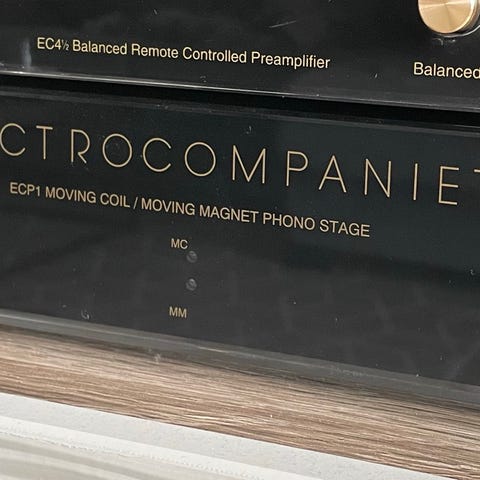 EC4½ Balanced Remote Controlled Preamplifier
Balanced
CTROCOMPANIET
ECP1 MOVING COIL / MOVING MAGNET PHONO STAGE
MC
MM